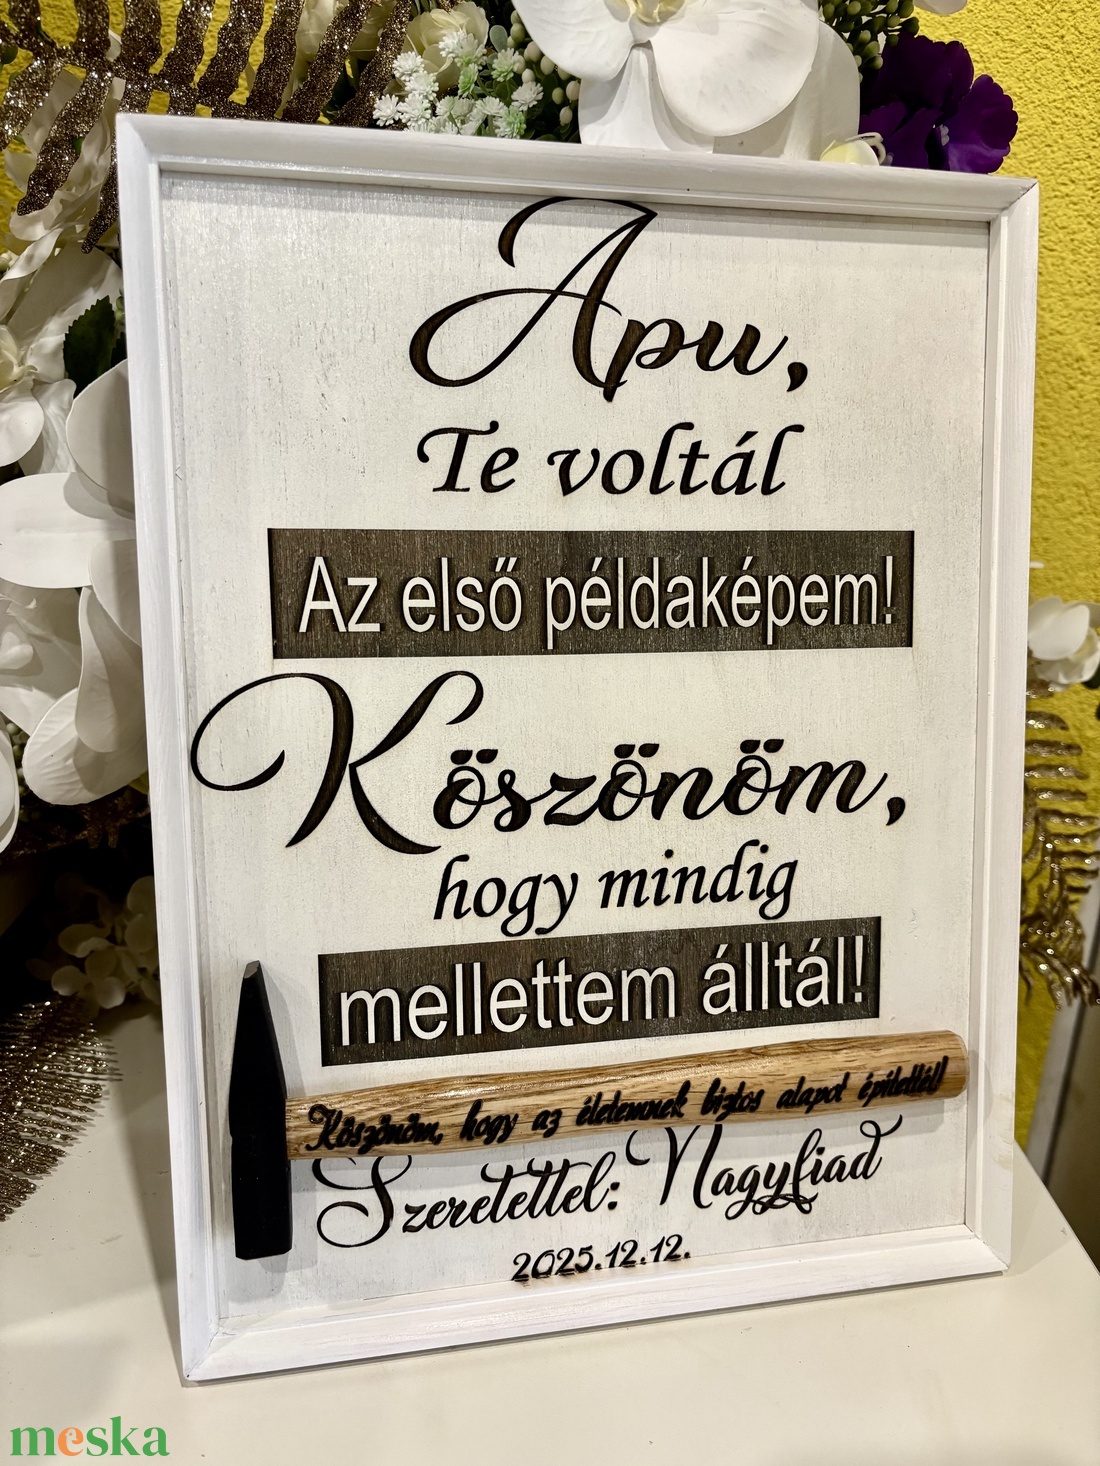 Apu,
Te voltál
Az első példaképem!
Köszönöm,
hogy mindig
mellettem álltál!
Köszönöm, hogy az életemnek biztos alapot építettél!
Szeretettel: Nagyfiad
2025.12.12.
meska